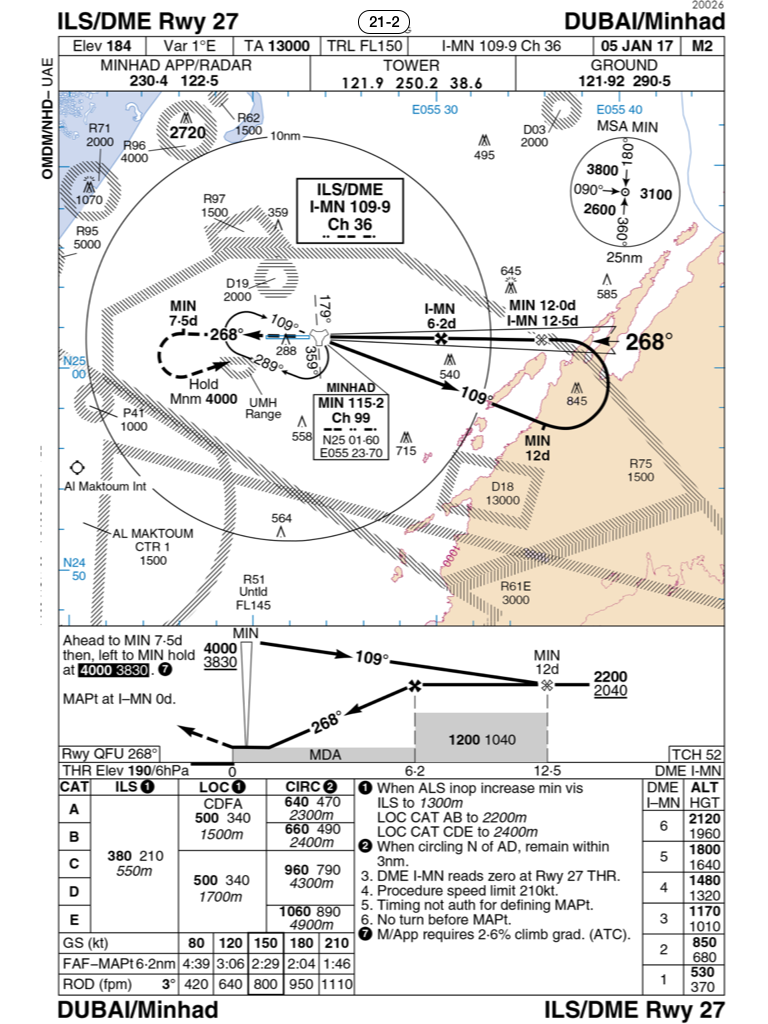 20026
ILS/DME Rwy 27
21-2
DUBAI/Minhad
Elev 184 Var 1°E TA 13000 TRL FL150 I-MN 109·9 Ch 36 05 JAN 17 M2
MINHAD APP/RADAR
230·4 122·5
TOWER
121.9 250.2 38.6
GROUND
121·92 290·5
OMDM/NHD– UAE
E055 30
E055 40
R71
2000
R96
4000
2720
R62
1500
10nm
D03
2000
495
MSA MIN
180°
3800
090°
3100
2600
360°
25nm
1070
R95
5000
R97
1500
359
ILS/DME
I-MN 109·9
Ch 36
D19
2000
645
585
MIN
7·5d
109°
179°
I-MN
6·2d
MIN 12·0d
I-MN 12·5d
268°
268°
288
289°
359°
N25
00
Hold
Mnm 4000
540
109°
845
UMH
Range
MINHAD
MIN 115·2
Ch 99
N25 01·60
E055 23·70
P41
1000
558
715
MIN
12d
Al Maktoum Int
D18
13000
R75
1500
AL MAKTOUM
CTR 1
1500
564
1000
N24
50
R51
Untld
FL145
R61E
3000
Ahead to MIN 7·5d
then, left to MIN hold
at 4000 3830. 7
MAPt at I–MN 0d.
MIN
4000
3830
109°
MIN
12d
2200
2040
268°
1200 1040
MDA
Rwy QFU 268°
TCH 52
THR Elev 190/6hPa 0 6·2 12·5 DME I-MN
CAT ILS 1 LOC 1 CIRC 2
A
B
C
D
E
380 210
550m
CDFA
500 340
1500m
500 340
1700m
640 470
2300m
660 490
2400m
960 790
4300m
1060 890
4900m
GS (kt) 80 120 150 180 210
FAF–MAPt 6·2nm 4:39 3:06 2:29 2:04 1:46
ROD (fpm) 3° 420 640 800 950 1110
1 When ALS inop increase min vis
ILS to 1300m
LOC CAT AB to 2200m
LOC CAT CDE to 2400m
2 When circling N of AD, remain within
3nm.
3. DME I-MN reads zero at Rwy 27 THR.
4. Procedure speed limit 210kt.
5. Timing not auth for defining MAPt.
6. No turn before MAPt.
7 M/App requires 2·6% climb grad. (ATC).
DME
I–MN
ALT
HGT
6 2120
1960
5 1800
1640
4 1480
1320
3 1170
1010
2 850
680
1 530
370
DUBAI/Minhad
ILS/DME Rwy 27